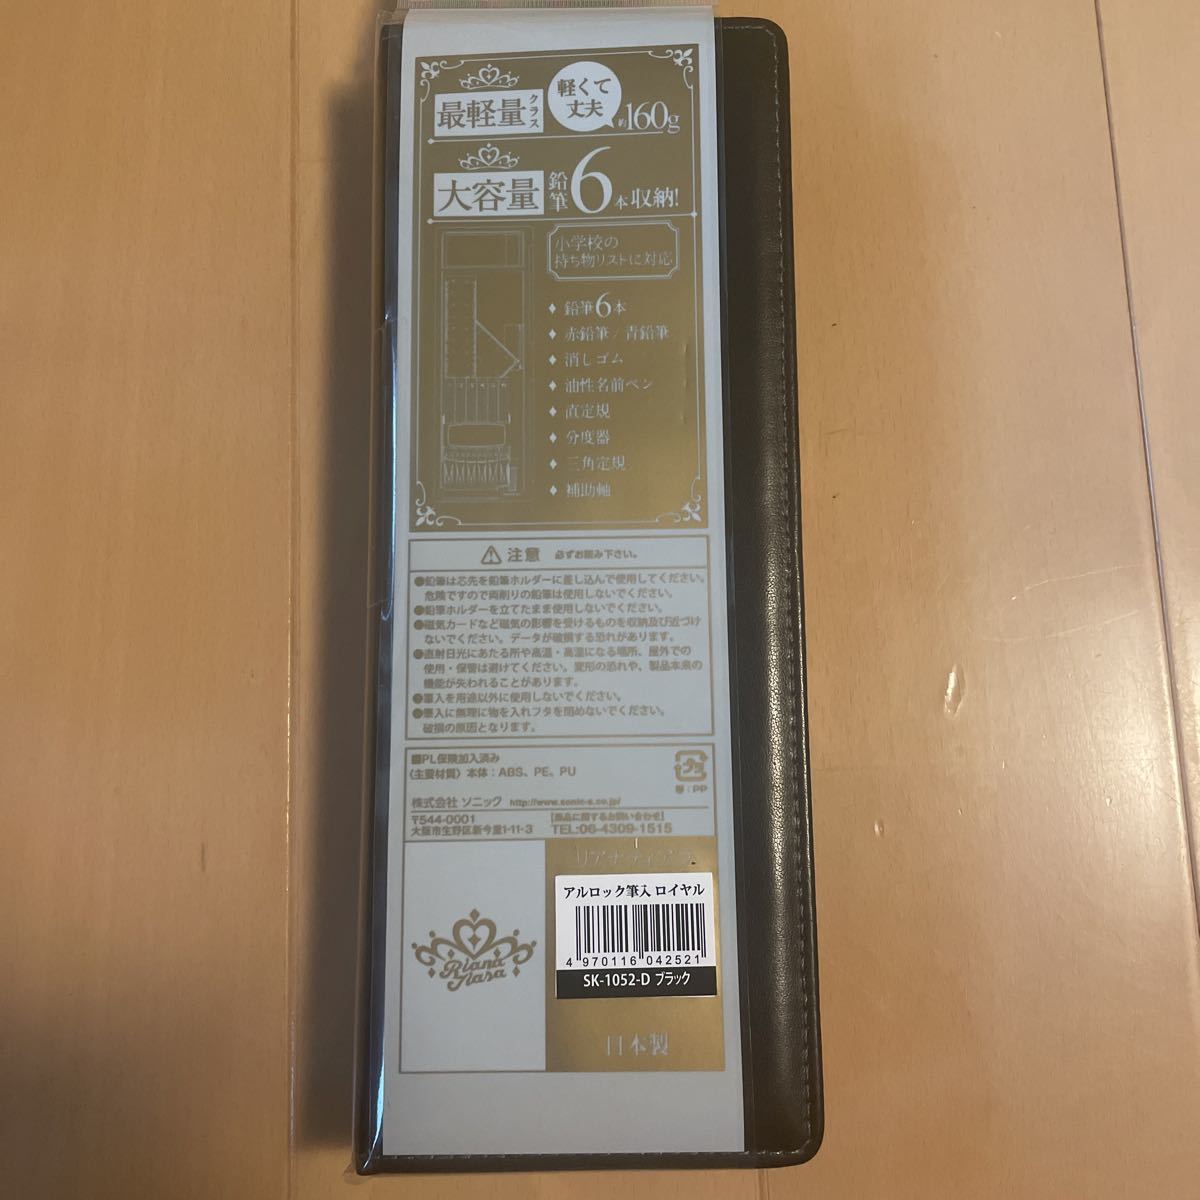 最軽量クラス
軽くて
丈夫
約160g
大容量
鉛筆6本収納!
小学校の
持ち物リストに対応
♦ 鉛筆6本
♦ 赤鉛筆/青鉛筆
♦ 消しゴム
♦ 油性名前ペン
♦ 直定規
♦ 分度器
♦ 三角定規
♦ 補助軸
注意 必ずお読み下さい。
●鉛筆は芯先を鉛筆ホルダーに差し込んで使用してください。
危険ですので両削りの鉛筆は使用しないでください。
●鉛筆ホルダーを立てたまま使用しないでください。
●磁気カードなど磁気の影響を受けるものを収納及び近づけ
ないでください。データが破損する恐れがあります。
●直射日光にあたる所や高温・高湿になる場所、屋外での
使用・保管は避けてください。変形の恐れや、製品本来の
機能が失われることがあります。
●筆入を用途以外に使用しないでください。
●筆入に無理に物を入れフタを閉めないでください。
破損の原因となります。
■PL保険加入済み
〈主要材質〉本体：ABS、PE、PU
プラ
帯：PP
株式会社 ソニック http://www.sonic-s.co.jp/
〒544-0001
大阪市生野区新今里1-11-3
【商品に関するお問い合わせ】
TEL:06-4309-1515
リアナティアラ
アルロック筆入 ロイヤル
4 970116 042521
SK-1052-D ブラック
Riana
Tiara
日本製